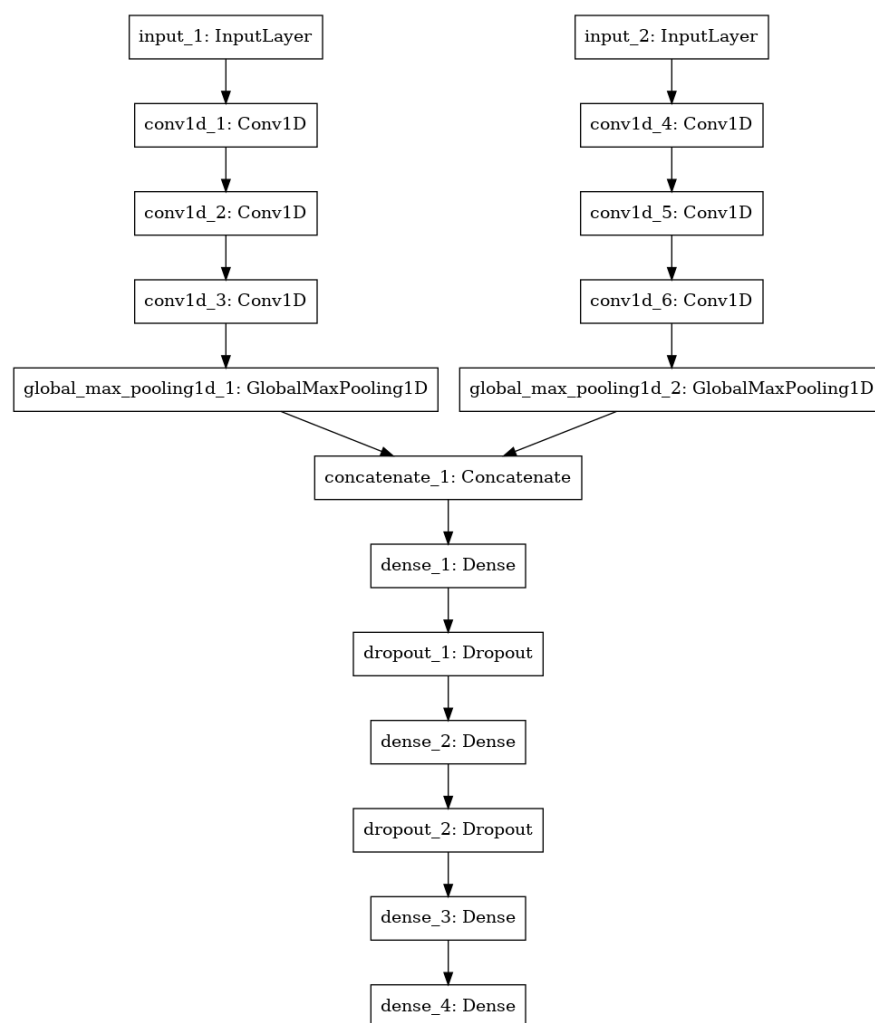 input_1: InputLayer
input_2: InputLayer
conv1d_1: Conv1D
conv1d_4: Conv1D
conv1d_2: Conv1D
conv1d_5: Conv1D
conv1d_3: Conv1D
conv1d_6: Conv1D
global_max_pooling1d_1: GlobalMaxPooling1D
global_max_pooling1d_2: GlobalMaxPooling1D
concatenate_1: Concatenate
dense_1: Dense
dropout_1: Dropout
dense_2: Dense
dropout_2: Dropout
dense_3: Dense
dense_4: Dense